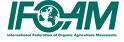 IFOAM
International Federation of Organic Agriculture Movements